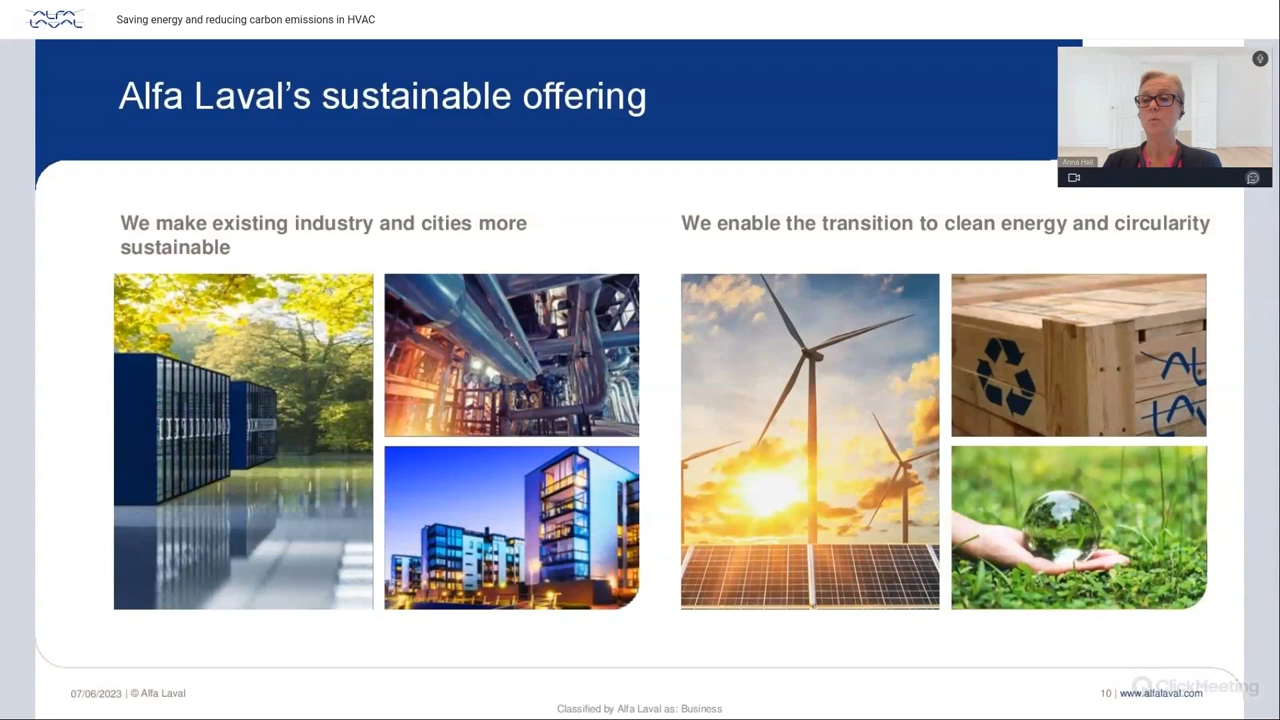 ALFA
LAVAL
Saving energy and reducing carbon emissions in HVAC
Alfa Laval’s sustainable offering
Anna Hall
We make existing industry and cities more
sustainable
We enable the transition to clean energy and circularity
AL
LAV
07/06/2023 | © Alfa Laval
10 | www.alfalaval.com
ClickMeeting
Classified by Alfa Laval as: Business